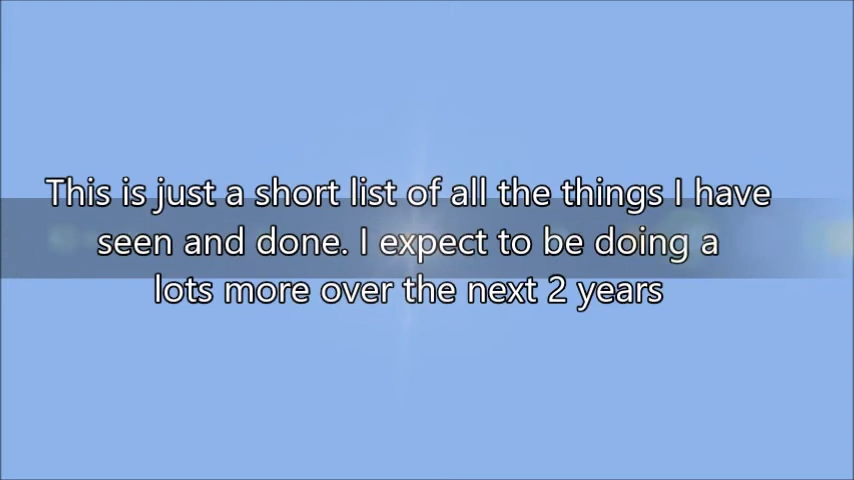 This is just a short list of all the things I have
seen and done. I expect to be doing a
lots more over the next 2 years